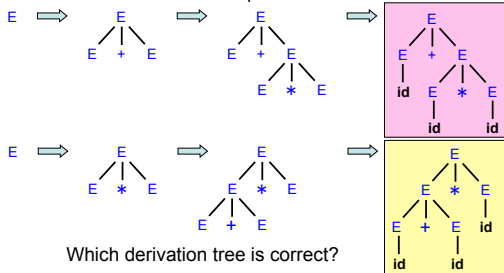 E E E E
E + E E + E E + E
E * E id E * E
id id
E E E E
E * E E * E E * E
E + E E + E id
id id
Which derivation tree is correct?